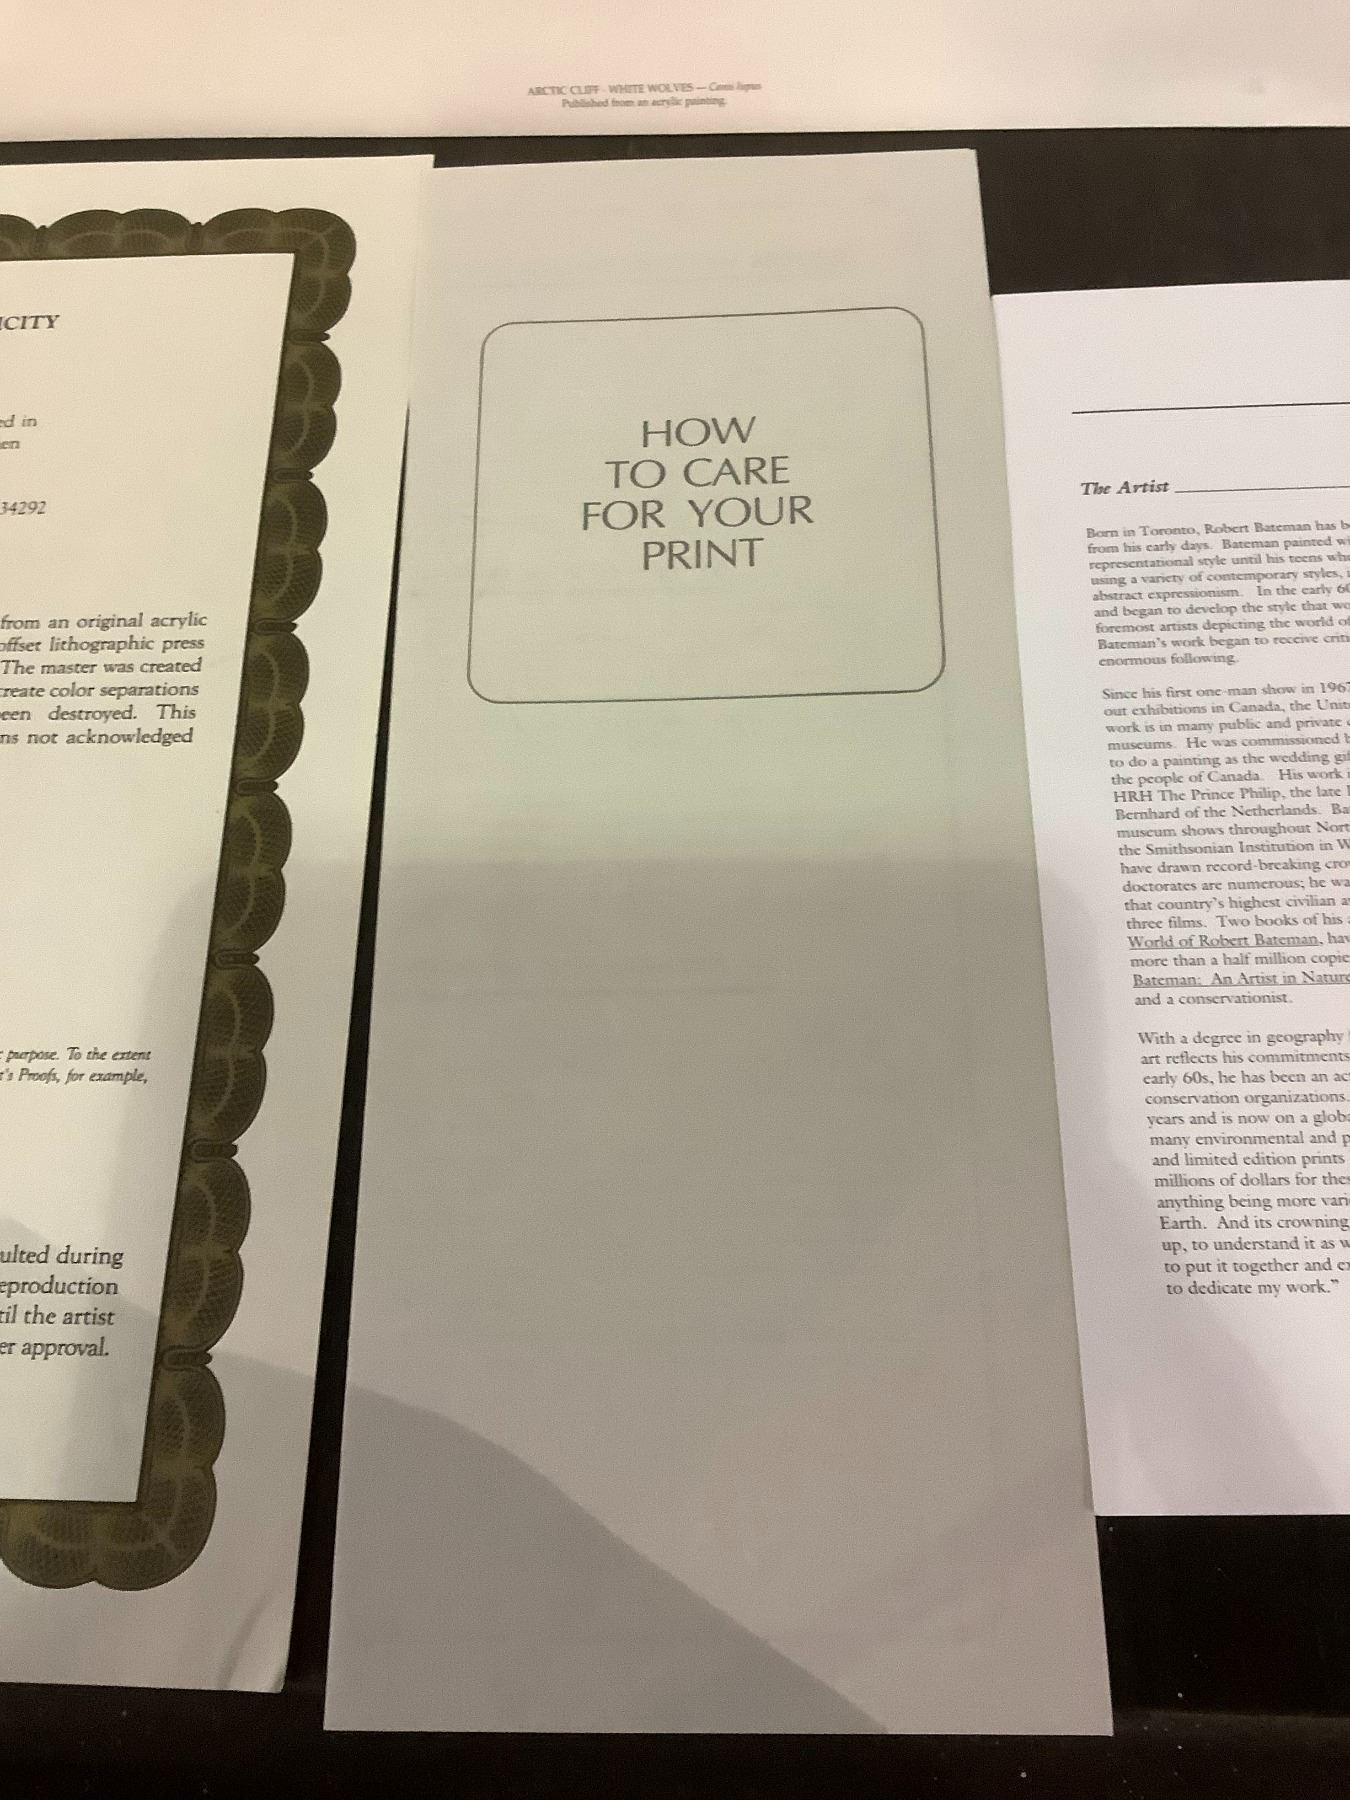 ARCTIC CLIFF - WHITE WOLVES — Canis lupus
Published from an acrylic painting.
ICITY
ed in
en
34292
from an original acrylic
offset lithographic press
The master was created
create color separations
een destroyed. This
ns not acknowledged
purpose. To the extent
t's Proofs, for example,
ulted during
eproduction
til the artist
er approval.
HOW
TO CARE
FOR YOUR
PRINT
The Artist
Born in Toronto, Robert Bateman has b
from his early days. Bateman painted wi
representational style until his teens whe
using a variety of contemporary styles, i
abstract expressionism. In the early 60
and began to develop the style that wo
foremost artists depicting the world of
Bateman's work began to receive criti
enormous following.
Since his first one-man show in 1967
out exhibitions in Canada, the Unite
work is in many public and private c
museums. He was commissioned b
to do a painting as the wedding gif
the people of Canada. His work i
HRH The Prince Philip, the late
Bernhard of the Netherlands. Ba
museum shows throughout Nort
the Smithsonian Institution in W
have drawn record-breaking crow
doctorates are numerous; he wa
that country's highest civilian a
three films. Two books of his
World of Robert Bateman, hav
more than a half million copie
Bateman: An Artist in Nature
and a conservationist.
With a degree in geography
art reflects his commitments
early 60s, he has been an act
conservation organizations.
years and is now on a globa
many environmental and p
and limited edition prints
millions of dollars for thes
anything being more vari
Earth. And its crowning
up, to understand it as w
to put it together and ex
to dedicate my work."